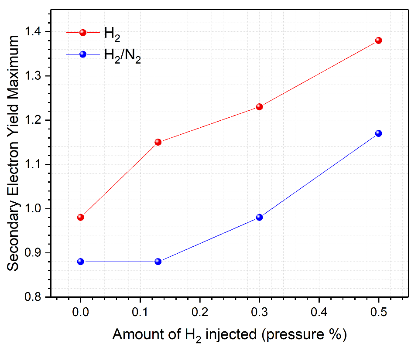 1.4
1.3
1.2
1.1
1.0
0.9
0.8
Secondary Electron Yield Maximum
H₂
H₂/N₂
0.0 0.1 0.2 0.3 0.4 0.5
Amount of H₂ injected (pressure %)